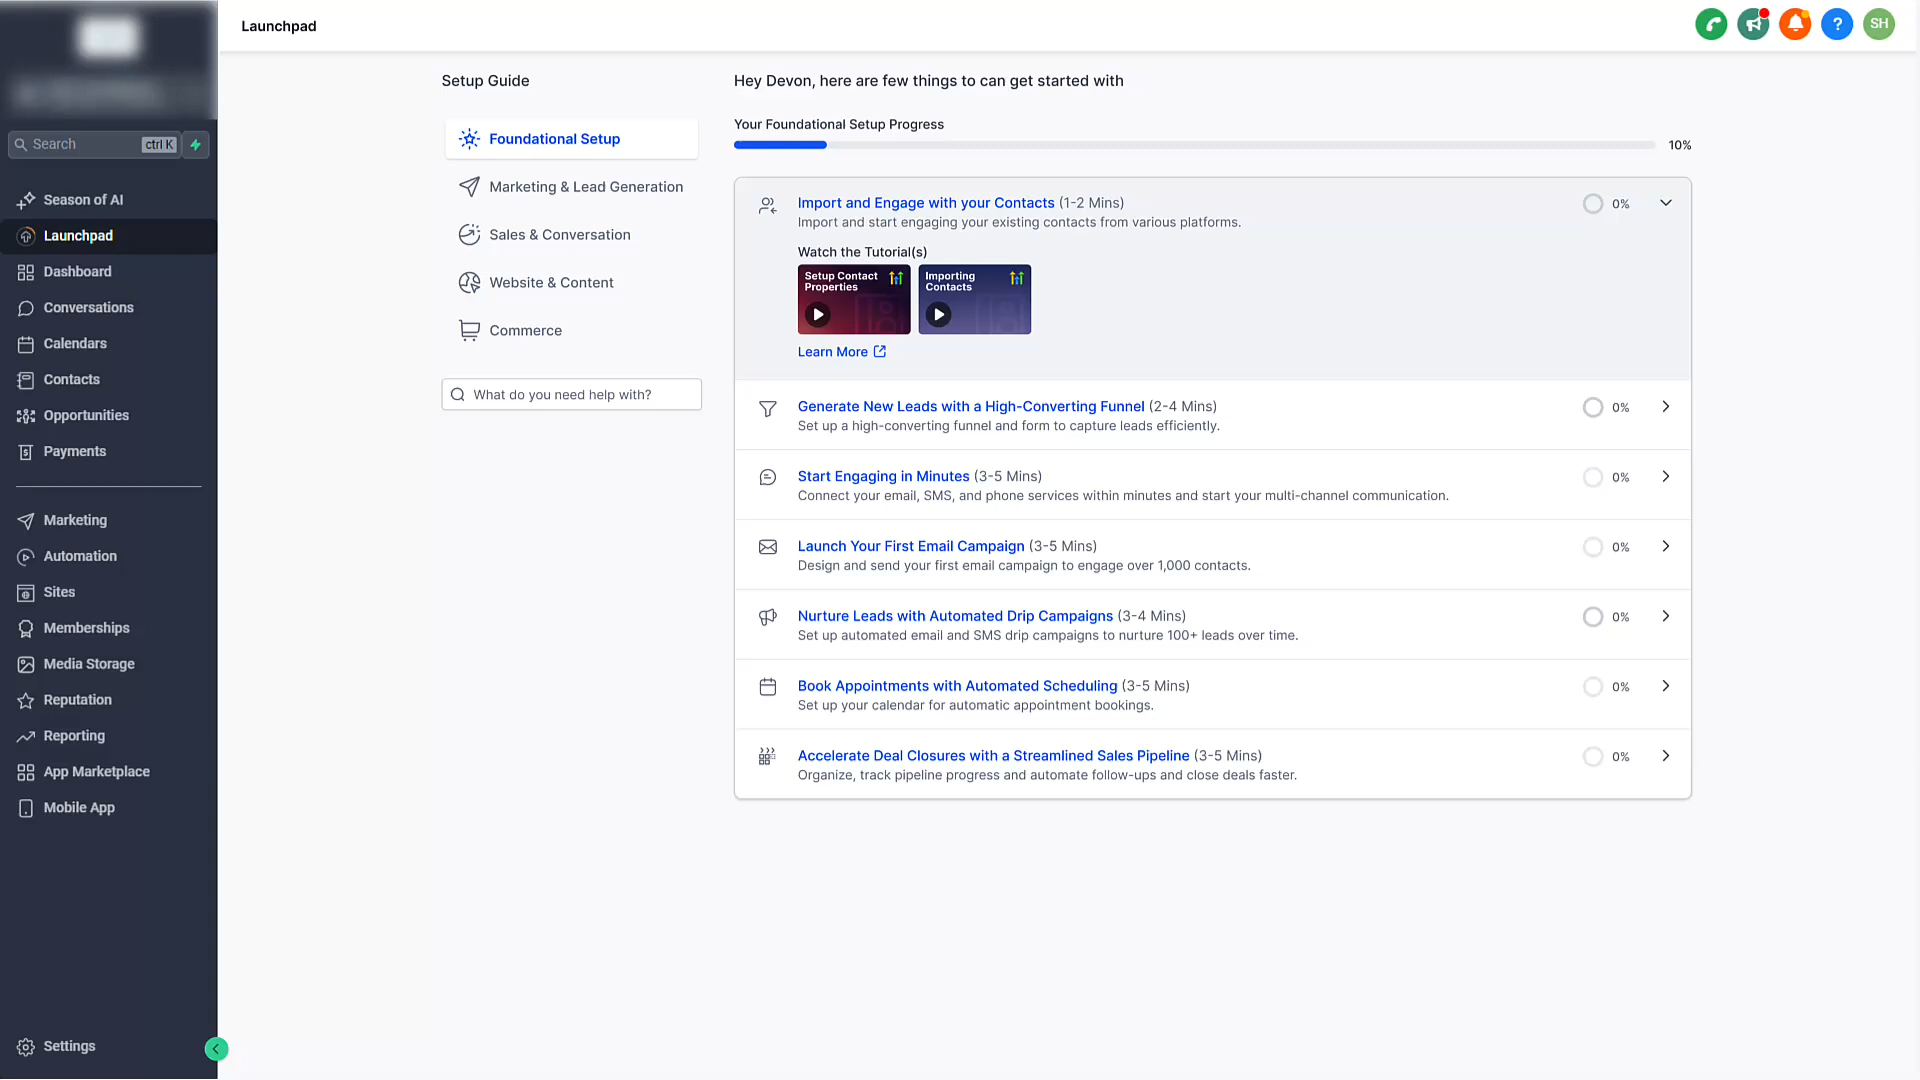 Launchpad
SH
Search
ctrl K
Season of AI
Launchpad
Dashboard
Conversations
Calendars
Contacts
Opportunities
Payments
Marketing
Automation
Sites
Memberships
Media Storage
Reputation
Reporting
App Marketplace
Mobile App
Settings
Setup Guide
Foundational Setup
Marketing & Lead Generation
Sales & Conversation
Website & Content
Commerce
What do you need help with?
Hey Devon, here are few things to can get started with
Your Foundational Setup Progress
10%
Import and Engage with your Contacts (1-2 Mins)
0%
Import and start engaging your existing contacts from various platforms.
Watch the Tutorial(s)
Setup Contact
Properties
Importing
Contacts
Learn More
Generate New Leads with a High-Converting Funnel (2-4 Mins)
0%
Set up a high-converting funnel and form to capture leads efficiently.
Start Engaging in Minutes (3-5 Mins)
0%
Connect your email, SMS, and phone services within minutes and start your multi-channel communication.
Launch Your First Email Campaign (3-5 Mins)
0%
Design and send your first email campaign to engage over 1,000 contacts.
Nurture Leads with Automated Drip Campaigns (3-4 Mins)
0%
Set up automated email and SMS drip campaigns to nurture 100+ leads over time.
Book Appointments with Automated Scheduling (3-5 Mins)
0%
Set up your calendar for automatic appointment bookings.
Accelerate Deal Closures with a Streamlined Sales Pipeline (3-5 Mins)
0%
Organize, track pipeline progress and automate follow-ups and close deals faster.